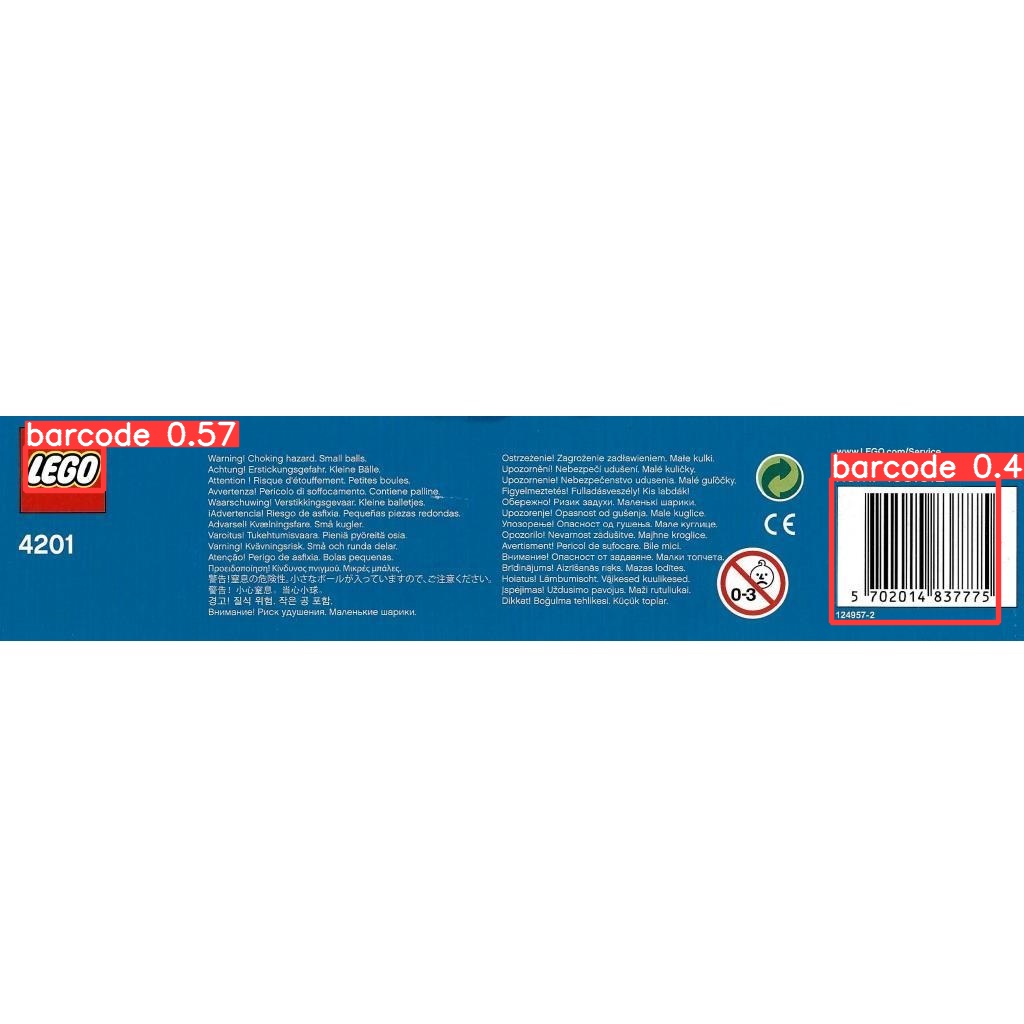 barcode 0.57
LEGO
4201
Warning! Choking hazard. Small balls.
Achtung! Erstickungsgefahr. Kleine Bälle.
Attention ! Risque d'étouffement. Petites boules.
Avvertenza! Pericolo di soffocamento. Contiene palline.
Waarschuwing! Verstikkingsgevaar. Kleine balletjes.
¡Advertencia! Riesgo de asfixia. Pequeñas piezas redondas.
Advarsel! Kvælningsfare. Små kugler.
Varoitus! Tukehtumisvaara. Pieniä pyöreitä osia.
Varning! Kvävningsrisk. Små och runda delar.
Atenção! Perigo de asfixia. Bolas pequenas.
Προειδοποίηση! Κίνδυνος πνιγμού. Μικρές μπάλες.
警告! 窒息の危険性。小さなボールが入っていますので、ご注意ください。
警告! 小心窒息。当心小球。
경고! 질식 위험. 작은 공 포함.
Внимание! Риск удушения. Маленькие шарики.
Ostrzeżenie! Zagrożenie zadławieniem. Małe kulki.
Upozornění! Nebezpečí udušení. Malé kuličky.
Upozornenie! Nebezpečenstvo udusenia. Malé guľôčky.
Figyelmeztetés! Fulladásveszély! Kis labdák!
Обережно! Ризик задухи. Маленькі шарики.
Upozorenje! Opasnost od gušenja. Male kuglice.
Упозорење! Опасност од гушења. Мале куглице.
Opozorilo! Nevarnost zadušitve. Majhne kroglice.
Avertisment! Pericol de sufocare. Bile mici.
Внимание! Опасност от задавяне. Малки топчета.
Brīdinājums! Aizrīšanās risks. Mazas lodītes.
Hoiatus! Lämbumisoht. Väikesed kuulikesed.
Įspėjimas! Uždusimo pavojus. Maži rutuliukai.
Dikkat! Boğulma tehlikesi. Küçük toplar.
CE
0-3
www.LEGO.com/Service
barcode 0.4
5 702014 837775
124957-2